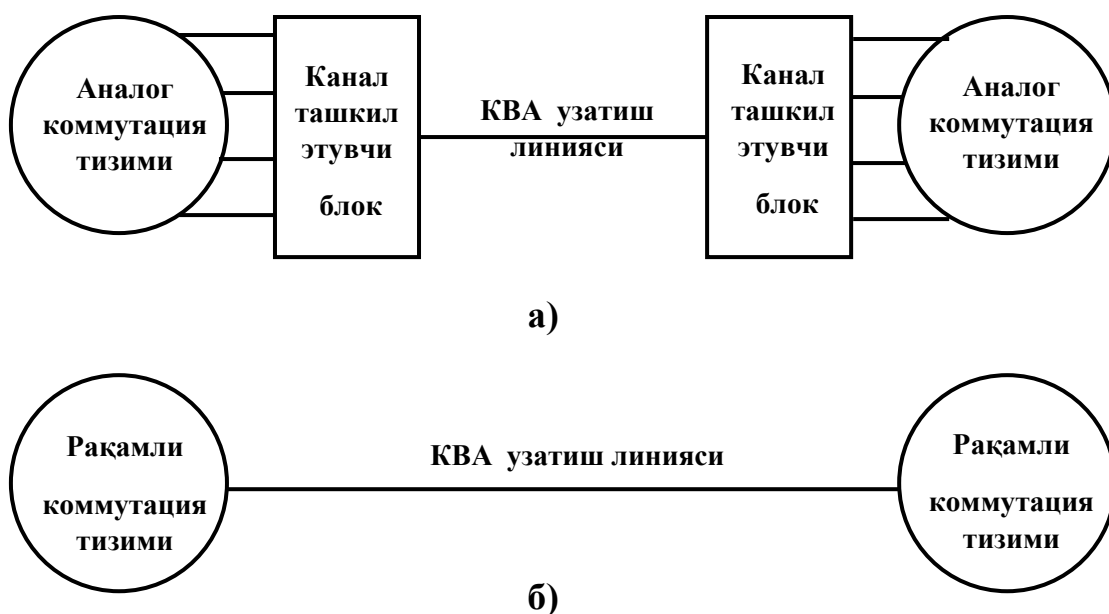 Аналог
коммутация
тизими
Канал
ташкил
этувчи
блок
КВА узатиш
линияси
Канал
ташкил
этувчи
блок
Аналог
коммутация
тизими
а)
Рақамли
коммутация
тизими
КВА узатиш линияси
Рақамли
коммутация
тизими
б)